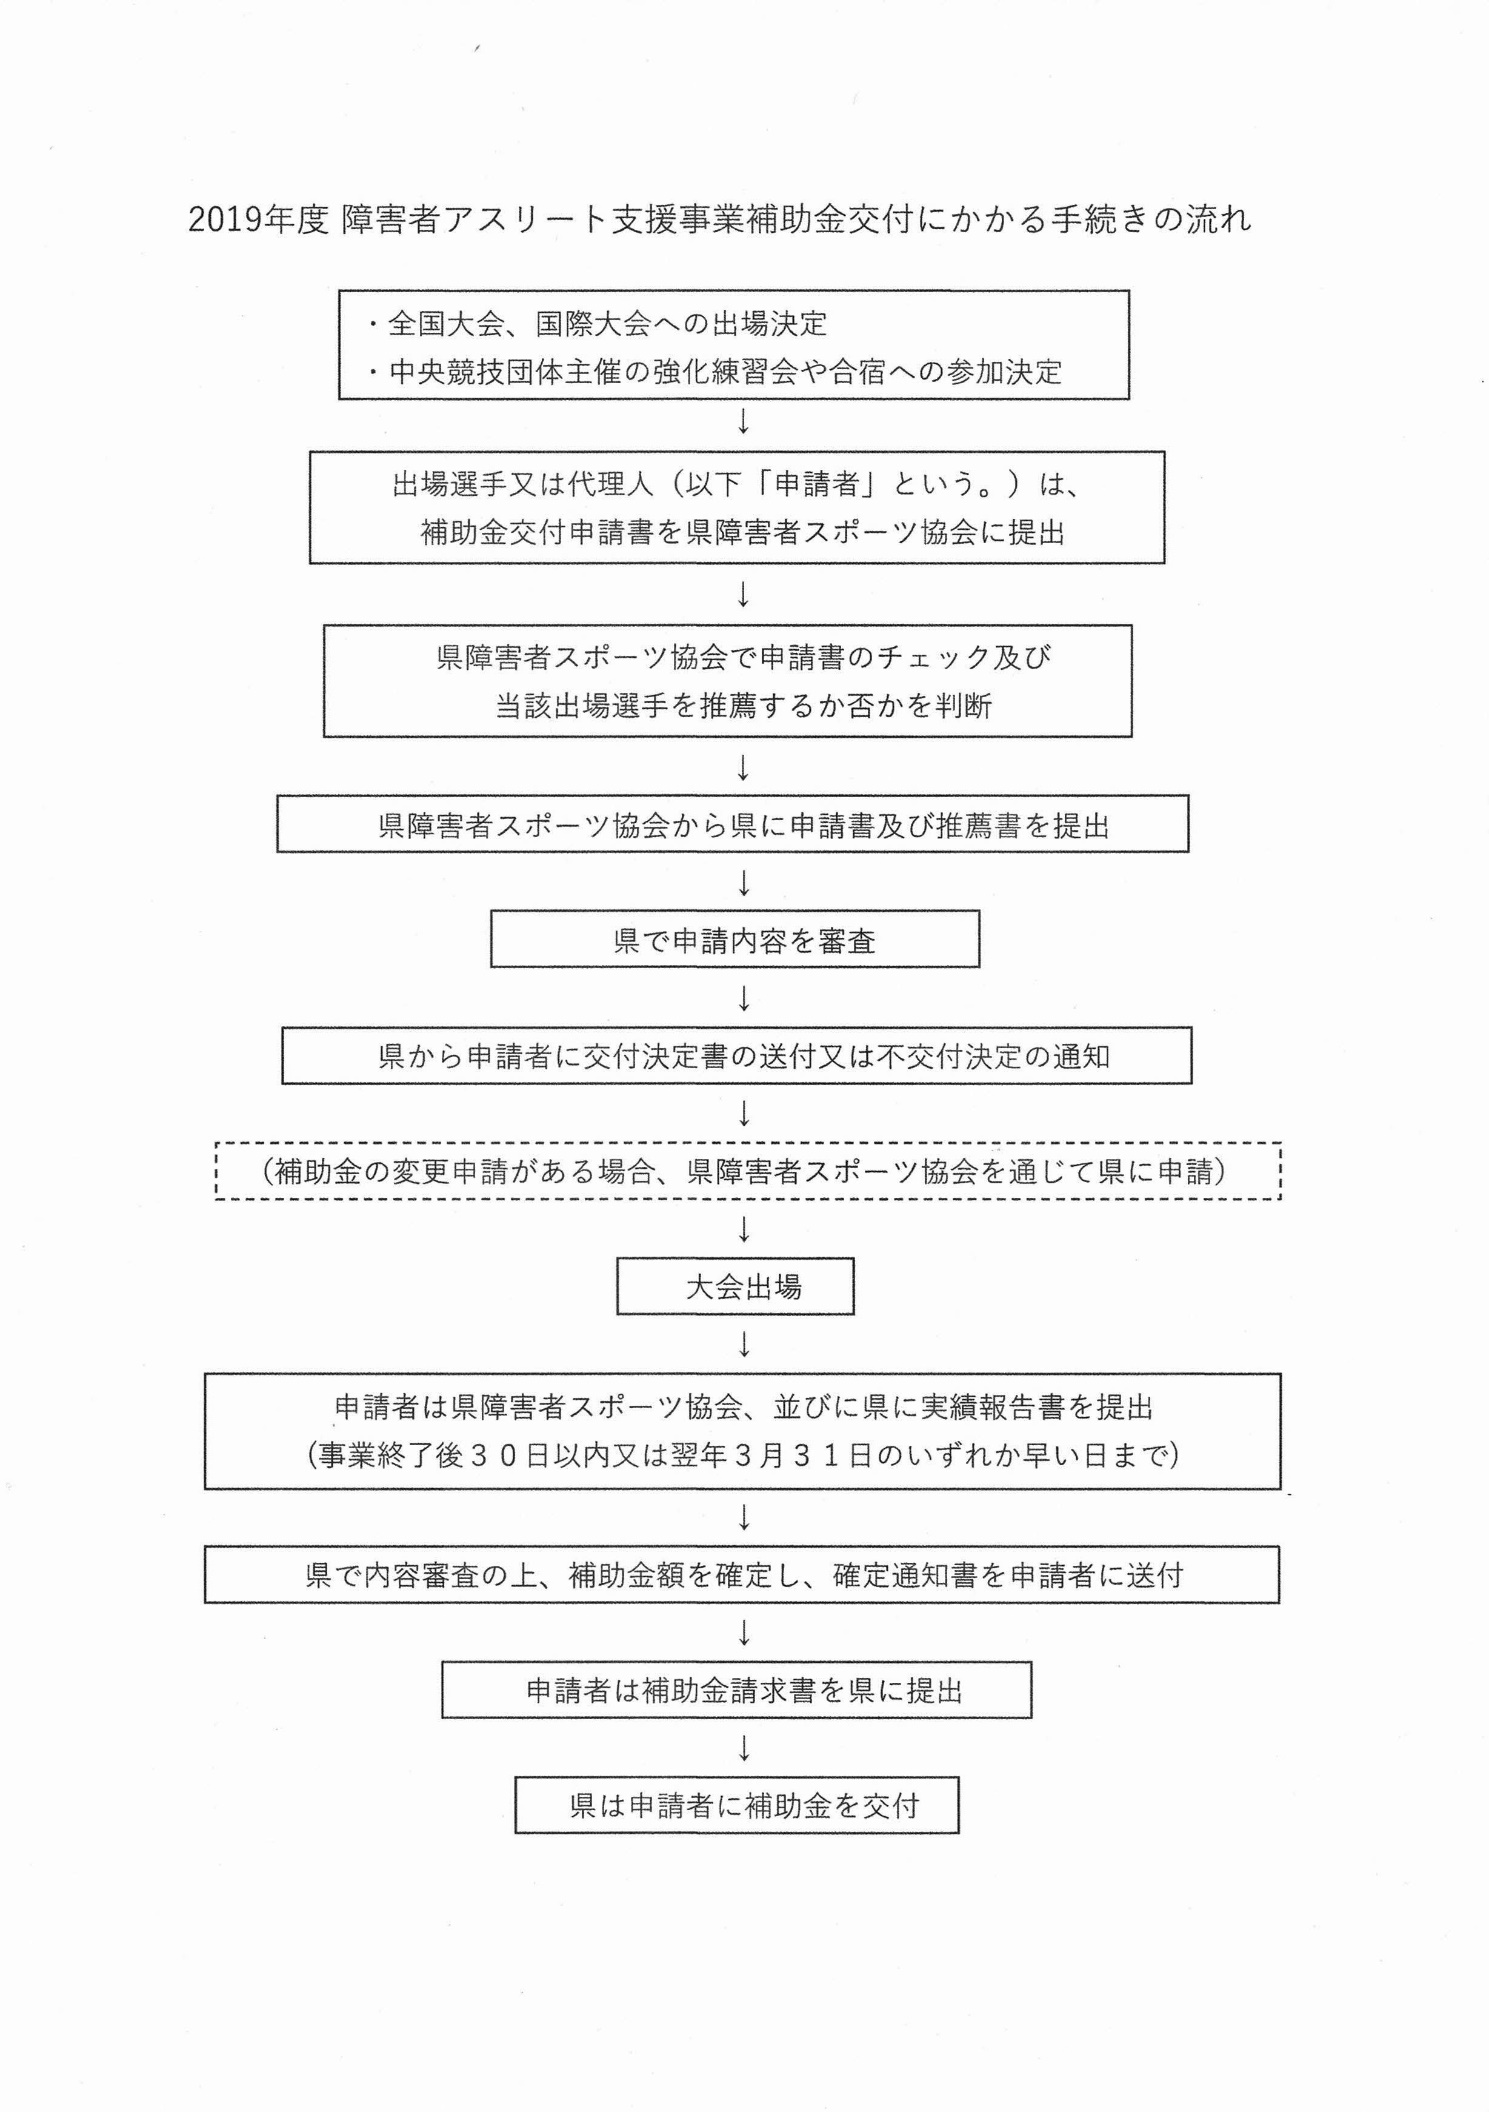 2019年度 障害者アスリート支援事業補助金交付にかかる手続きの流れ
・全国大会、国際大会への出場決定
・中央競技団体主催の強化練習会や合宿への参加決定
↓
出場選手又は代理人（以下「申請者」という。）は、
補助金交付申請書を県障害者スポーツ協会に提出
↓
県障害者スポーツ協会で申請書のチェック及び
当該出場選手を推薦するか否かを判断
↓
県障害者スポーツ協会から県に申請書及び推薦書を提出
↓
県で申請内容を審査
↓
県から申請者に交付決定書の送付又は不交付決定の通知
↓
（補助金の変更申請がある場合、県障害者スポーツ協会を通じて県に申請）
↓
大会出場
↓
申請者は県障害者スポーツ協会、並びに県に実績報告書を提出
（事業終了後３０日以内又は翌年３月３１日のいずれか早い日まで）
↓
県で内容審査の上、補助金額を確定し、確定通知書を申請者に送付
↓
申請者は補助金請求書を県に提出
↓
県は申請者に補助金を交付